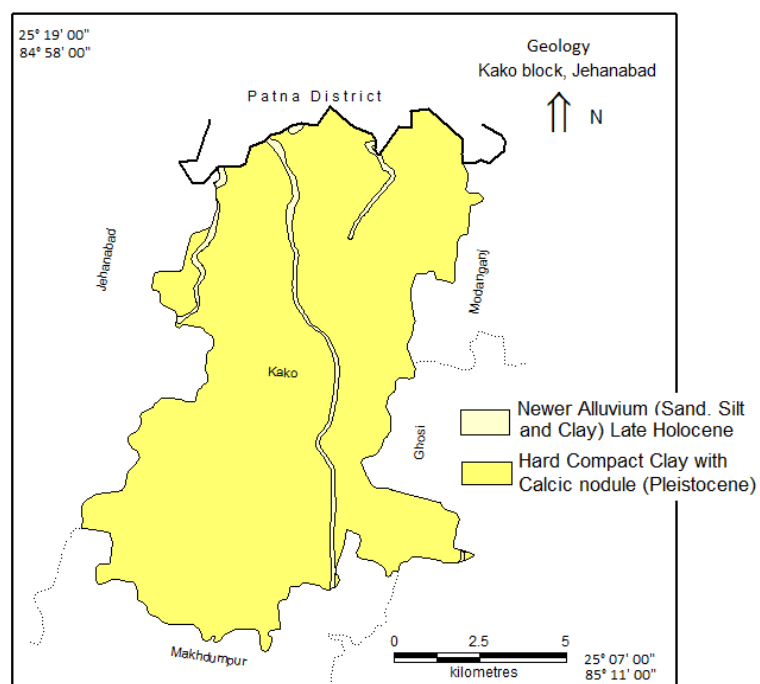 25° 19' 00"
84° 58' 00"
Geology
Kako block, Jehanabad
Patna District
N
Jehanabad
Modanganj
Kako
Newer Alluvium (Sand. Silt
and Clay) Late Holocene
Ghosi
Hard Compact Clay with
Calcic nodule (Pleistocene)
Makhdumpur
0 2.5 5
kilometres
25° 07' 00"
85° 11' 00"